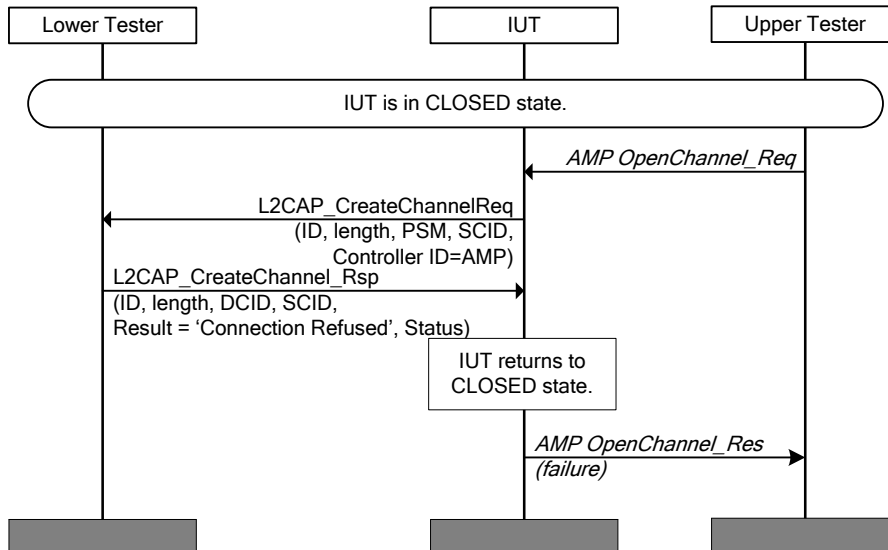 Lower Tester
IUT
Upper Tester
IUT is in CLOSED state.
AMP OpenChannel_Req
L2CAP_CreateChannelReq
(ID, length, PSM, SCID,
Controller ID=AMP)
L2CAP_CreateChannel_Rsp
(ID, length, DCID, SCID,
Result = ‘Connection Refused’, Status)
IUT returns to
CLOSED state.
AMP OpenChannel_Res
(failure)